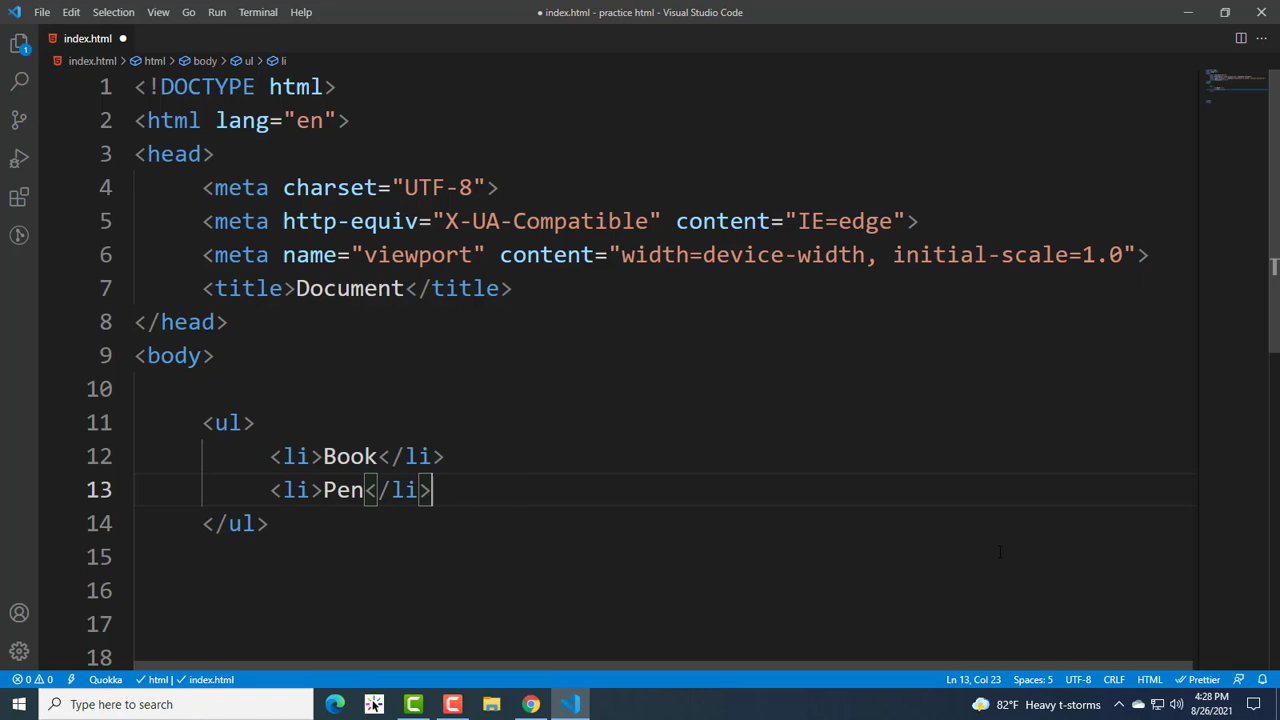 File Edit Selection View Go Run Terminal Help
● index.html - practice html - Visual Studio Code
index.html ●
index.html > html > body > ul > li
1 <!DOCTYPE html>
2 <html lang="en">
3 <head>
4 <meta charset="UTF-8">
5 <meta http-equiv="X-UA-Compatible" content="IE=edge">
6 <meta name="viewport" content="width=device-width, initial-scale=1.0">
7 <title>Document</title>
8 </head>
9 <body>
10
11 <ul>
12 <li>Book</li>
13 <li>Pen</li>
14 </ul>
15
16
17
18
1
0 0 Quokka html | index.html Ln 13, Col 23 Spaces: 5 UTF-8 CRLF HTML Prettier
Type here to search
82°F Heavy t-storms
4:28 PM
8/26/2021